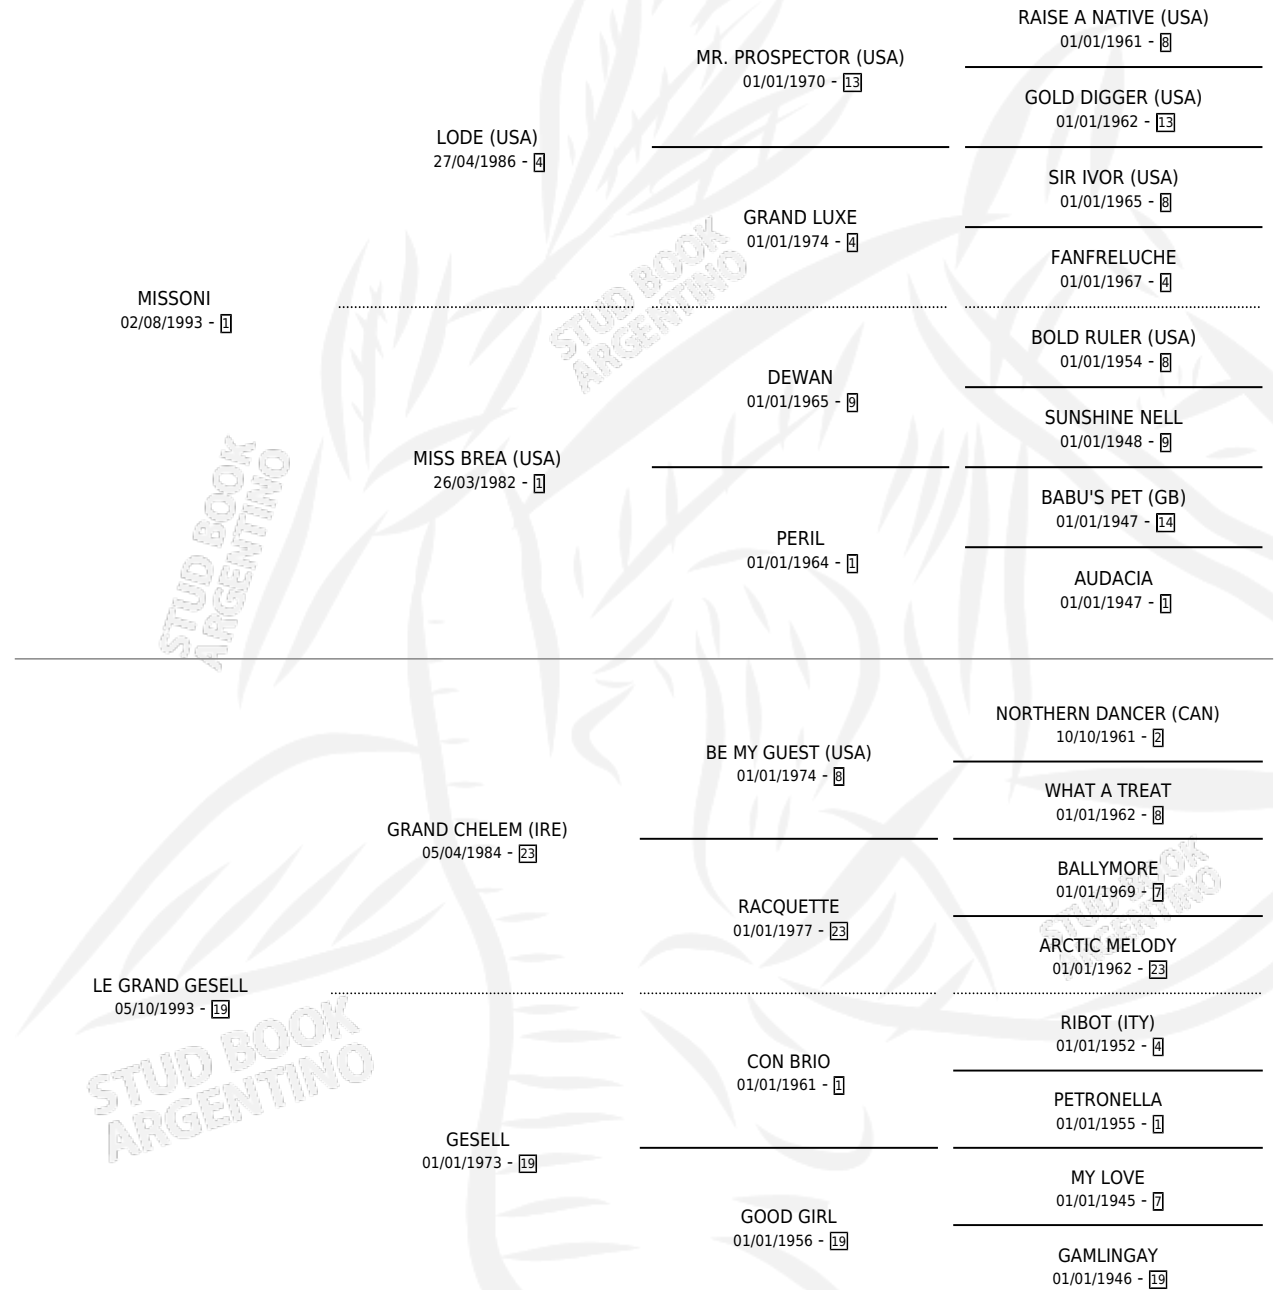 RAISE A NATIVE (USA)
01/01/1961 - 8
MR. PROSPECTOR (USA)
01/01/1970 - 13
GOLD DIGGER (USA)
01/01/1962 - 13
LODE (USA)
27/04/1986 - 4
SIR IVOR (USA)
01/01/1965 - 8
GRAND LUXE
01/01/1974 - 4
FANFRELUCHE
01/01/1967 - 4
MISSONI
02/08/1993 - 1
BOLD RULER (USA)
01/01/1954 - 8
DEWAN
01/01/1965 - 9
SUNSHINE NELL
01/01/1948 - 9
MISS BREA (USA)
26/03/1982 - 1
BABU'S PET (GB)
01/01/1947 - 14
PERIL
01/01/1964 - 1
AUDACIA
01/01/1947 - 1
STUD BOOK
ARGENTINO
STUD BOOK
ARGENTINO
NORTHERN DANCER (CAN)
10/10/1961 - 2
BE MY GUEST (USA)
01/01/1974 - 8
WHAT A TREAT
01/01/1962 - 8
GRAND CHELEM (IRE)
05/04/1984 - 23
BALLYMORE
01/01/1969 - 7
RACQUETTE
01/01/1977 - 23
ARCTIC MELODY
01/01/1962 - 23
LE GRAND GESELL
05/10/1993 - 19
RIBOT (ITY)
01/01/1952 - 4
CON BRIO
01/01/1961 - 1
PETRONELLA
01/01/1955 - 1
GESELL
01/01/1973 - 19
MY LOVE
01/01/1945 - 7
GOOD GIRL
01/01/1956 - 19
GAMLINGAY
01/01/1946 - 19
STUD BOOK
ARGENTINO
STUD BOOK
ARGENTINO